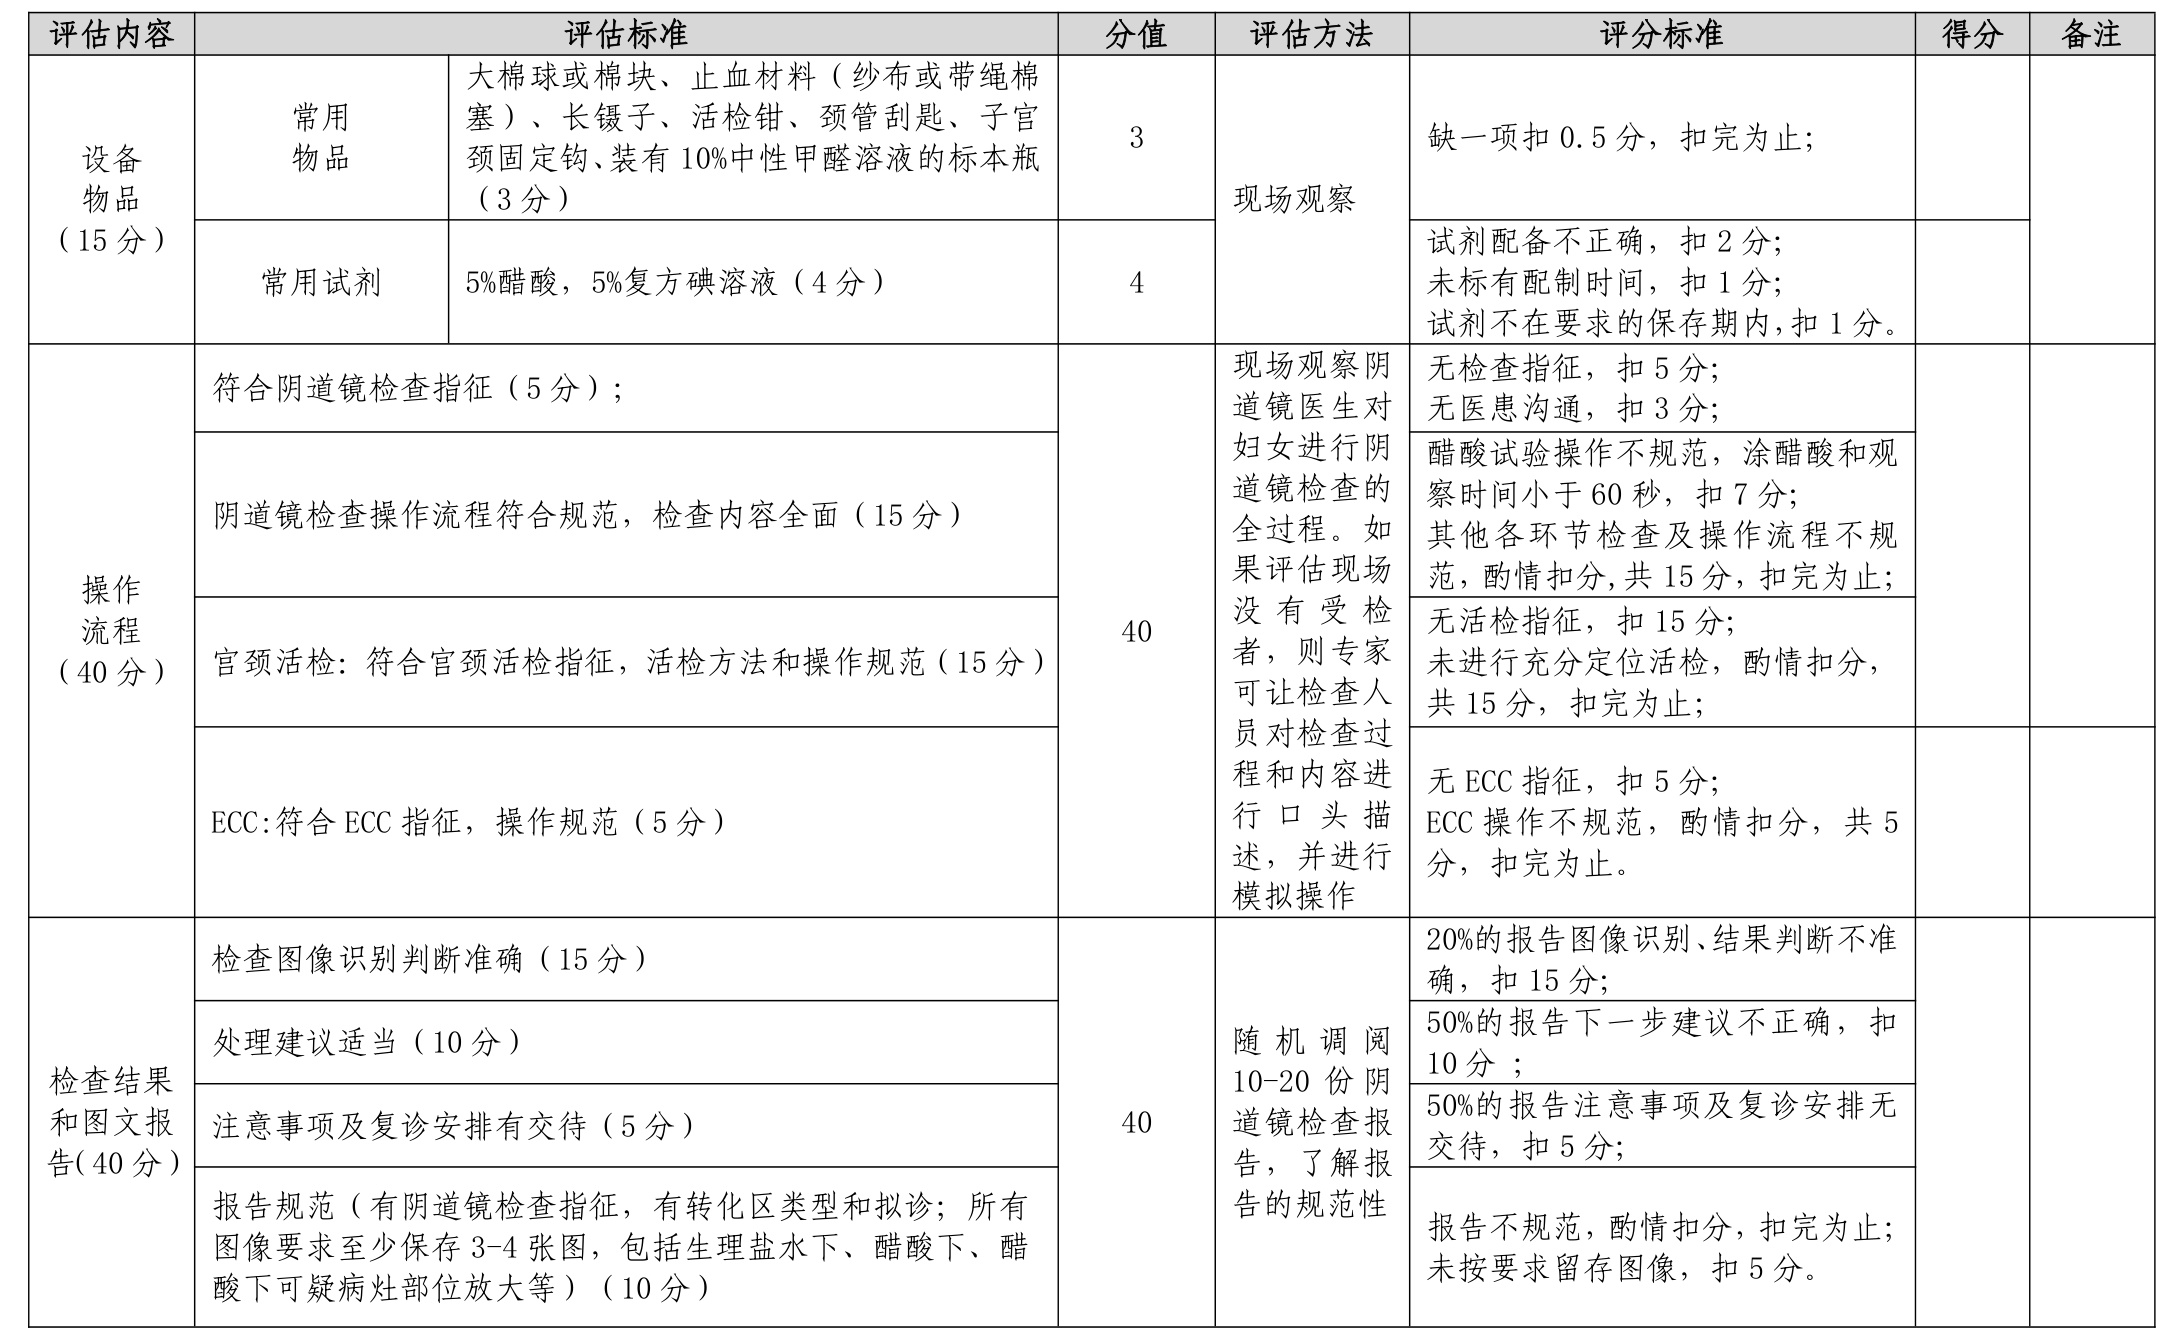 评估内容 评估标准 分值 评估方法 评分标准 得分 备注
设备
物品
（15 分）
常用
物品
大棉球或棉块、止血材料（纱布或带绳棉
塞）、长镊子、活检钳、颈管刮匙、子宫
颈固定钩、装有 10%中性甲醛溶液的标本瓶
（3 分）
3
现场观察
缺一项扣 0.5 分，扣完为止；
常用试剂
5%醋酸，5%复方碘溶液（4 分）
4
试剂配备不正确，扣 2 分；
未标有配制时间，扣 1 分；
试剂不在要求的保存期内，扣 1 分。
操作
流程
（40 分）
符合阴道镜检查指征（5 分）；
40
现场观察阴
道镜医生对
妇女进行阴
道镜检查的
全过程。如
果评估现场
没有受检
者，则专家
可让检查人
员对检查过
程和内容进
行口头描
述，并进行
模拟操作
无检查指征，扣 5 分；
无医患沟通，扣 3 分；
阴道镜检查操作流程符合规范，检查内容全面（15 分）
醋酸试验操作不规范，涂醋酸和观
察时间小于 60 秒，扣 7 分；
其他各环节检查及操作流程不规
范，酌情扣分，共 15 分，扣完为止；
宫颈活检：符合宫颈活检指征，活检方法和操作规范（15 分）
无活检指征，扣 15 分；
未进行充分定位活检，酌情扣分，
共 15 分，扣完为止；
ECC:符合 ECC 指征，操作规范（5 分）
无 ECC 指征，扣 5 分；
ECC 操作不规范，酌情扣分，共 5
分，扣完为止。
检查结果
和图文报
告（40 分）
检查图像识别判断准确（15 分）
40
随机调阅
10-20 份阴
道镜检查报
告，了解报
告的规范性
20%的报告图像识别、结果判断不准
确，扣 15 分；
处理建议适当（10 分）
50%的报告下一步建议不正确，扣
10 分 ；
注意事项及复诊安排有交待（5 分）
50%的报告注意事项及复诊安排无
交待，扣 5 分；
报告规范（有阴道镜检查指征，有转化区类型和拟诊；所有
图像要求至少保存 3-4 张图，包括生理盐水下、醋酸下、醋
酸下可疑病灶部位放大等）（10 分）
报告不规范，酌情扣分，扣完为止；
未按要求留存图像，扣 5 分。